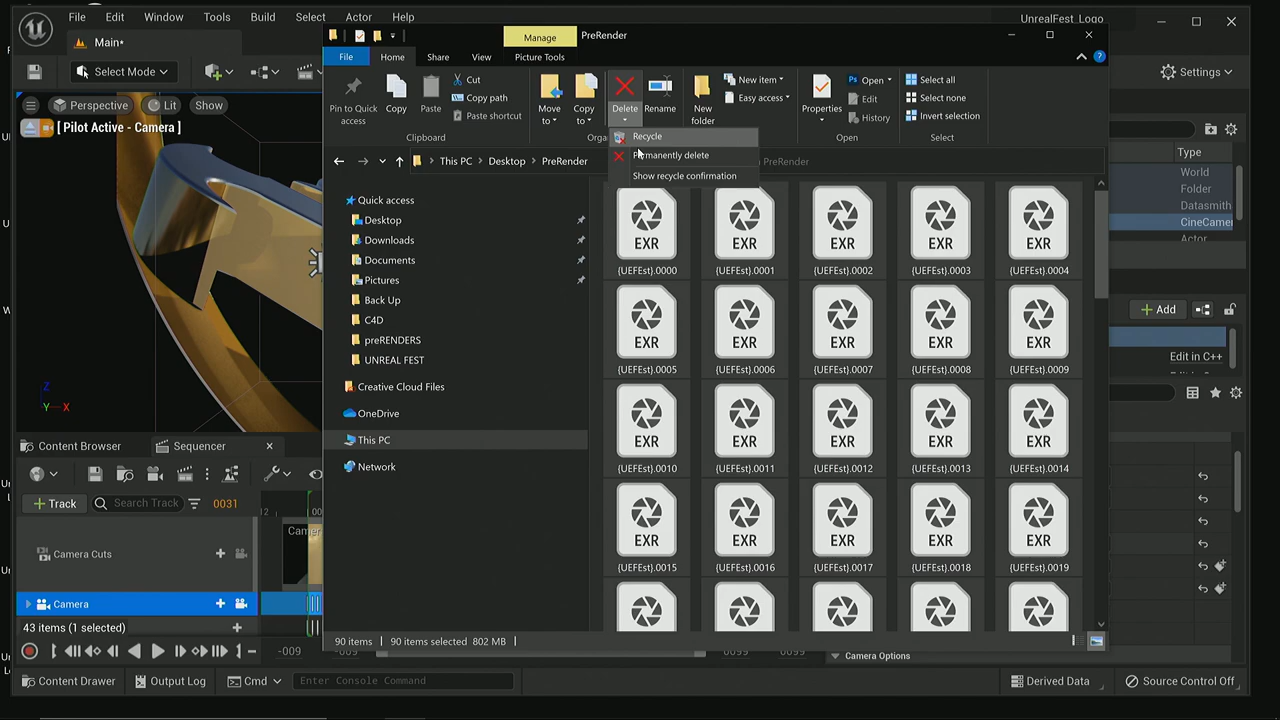 File Edit Window Tools Build Select Actor Help
UnrealFest_Logo
Main*
Select Mode
Settings
Perspective Lit Show
[ Pilot Active - Camera ]
Manage
PreRender
File Home Share View Picture Tools
Pin to Quick access
Copy
Paste
Cut
Copy path
Paste shortcut
Clipboard
Move to
Copy to
Delete
Rename
New folder
New item
Easy access
Properties
Open
Edit
History
Open
Select all
Select none
Invert selection
Select
Recycle
Permanently delete
Show recycle confirmation
This PC Desktop PreRender
PreRender
Quick access
Desktop
Downloads
Documents
Pictures
Back Up
C4D
preRENDERS
UNREAL FEST
Creative Cloud Files
OneDrive
This PC
Network
EXR EXR EXR EXR EXR
{UEFEst}.0000 {UEFEst}.0001 {UEFEst}.0002 {UEFEst}.0003 {UEFEst}.0004
EXR EXR EXR EXR EXR
{UEFEst}.0005 {UEFEst}.0006 {UEFEst}.0007 {UEFEst}.0008 {UEFEst}.0009
EXR EXR EXR EXR EXR
{UEFEst}.0010 {UEFEst}.0011 {UEFEst}.0012 {UEFEst}.0013 {UEFEst}.0014
EXR EXR EXR EXR EXR
{UEFEst}.0015 {UEFEst}.0016 {UEFEst}.0017 {UEFEst}.0018 {UEFEst}.0019
90 items 90 items selected 802 MB
Type
World
Folder
Datasmith
CineCamer
Actor
Add
Edit in C++
Z
Y X
Content Browser Sequencer
Track Search Track 0031
Camera Cuts
Camera
43 items (1 selected)
-009 -009 0099 0099
Camera Options
Content Drawer Output Log Cmd Enter Console Command Derived Data Source Control Off